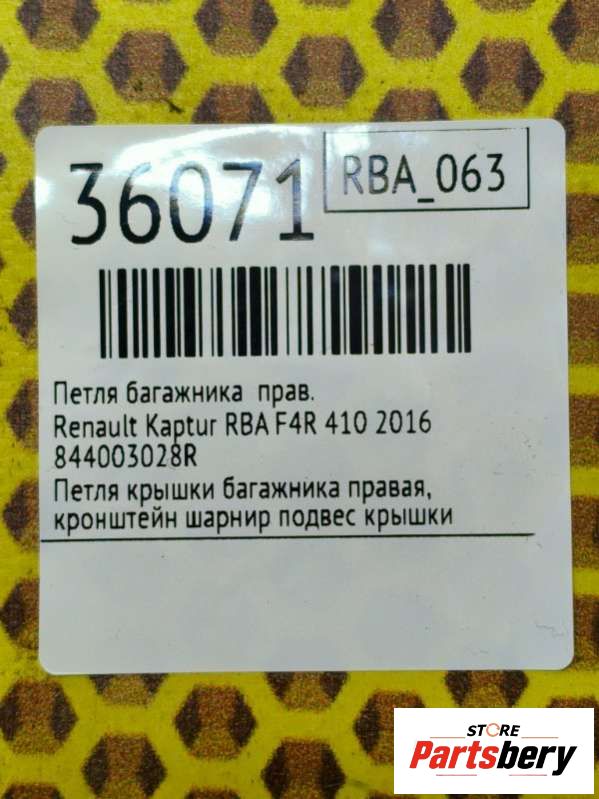 36071
RBA_063
Петля багажника прав.
Renault Kaptur RBA F4R 410 2016
844003028R
Петля крышки багажника правая,
кронштейн шарнир подвес крышки
STORE
Partsbery